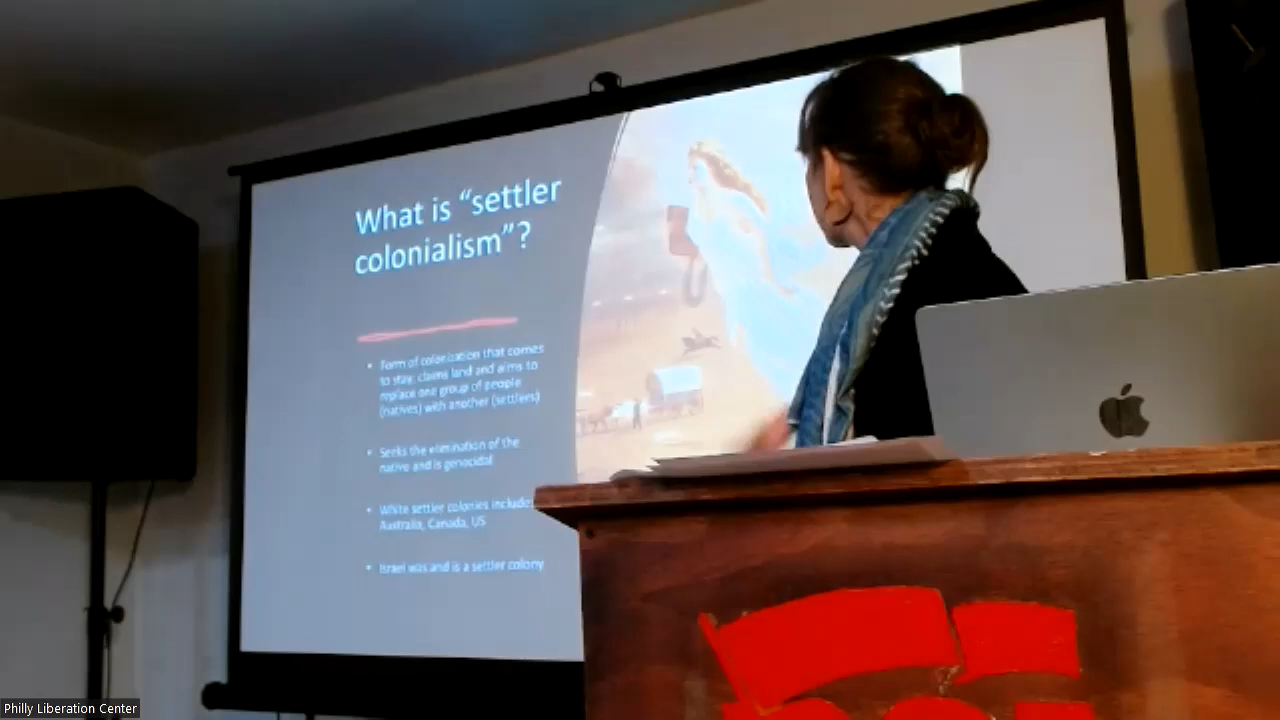 What is “settler
colonialism”?
• Form of colonization that comes
to stay; claims land and aims to
replace one group of people
(natives) with another (settlers)
• Seeks the elimination of the
native and is genocidal
• White settler colonies include:
Australia, Canada, US
• Israel was and is a settler colony
Philly Liberation Center